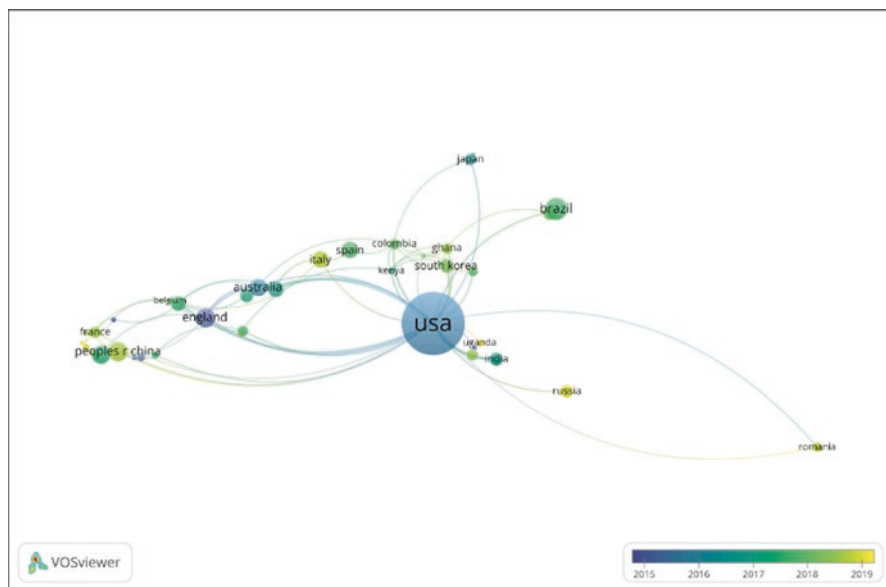 japan
brazil
colombia
ghana
spain
italy
south korea
kenya
australia
belgium
england
usa
france
peoples r china
uganda
india
russia
romania
VOSviewer
2015 2016 2017 2018 2019